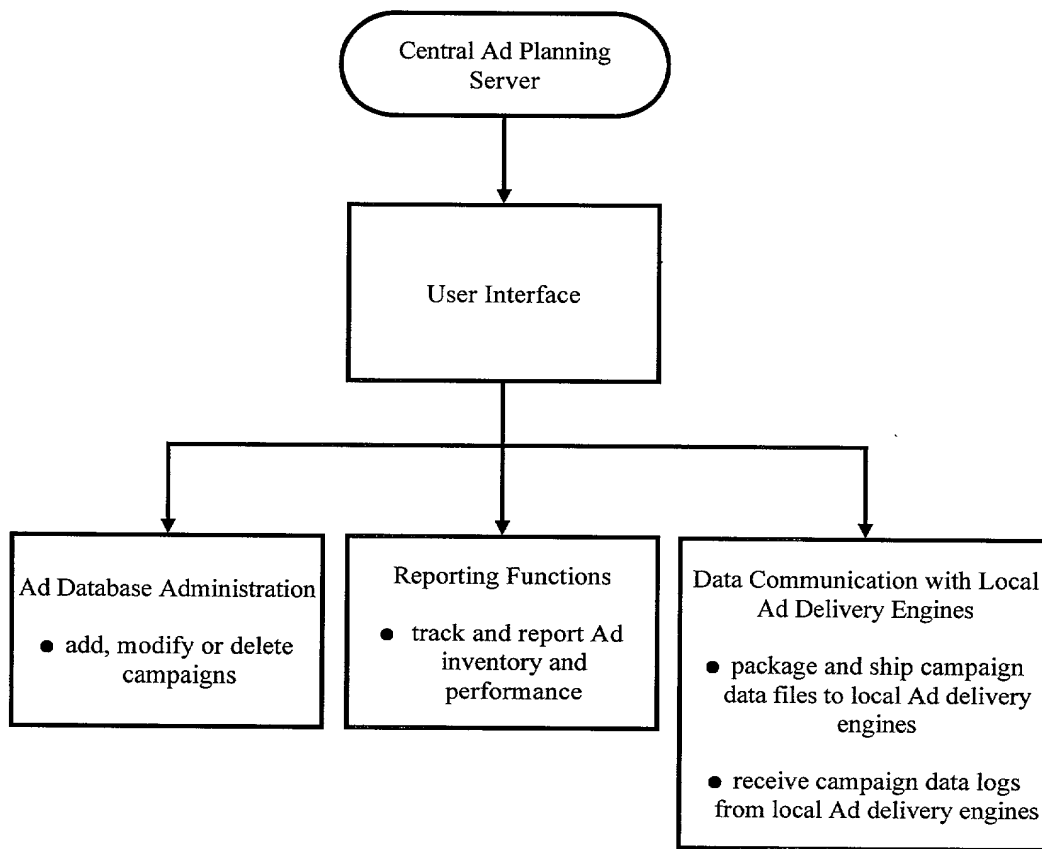 Central Ad Planning
Server
User Interface
Ad Database Administration
● add, modify or delete
campaigns
Reporting Functions
● track and report Ad
inventory and
performance
Data Communication with Local
Ad Delivery Engines
● package and ship campaign
data files to local Ad delivery
engines
● receive campaign data logs
from local Ad delivery engines